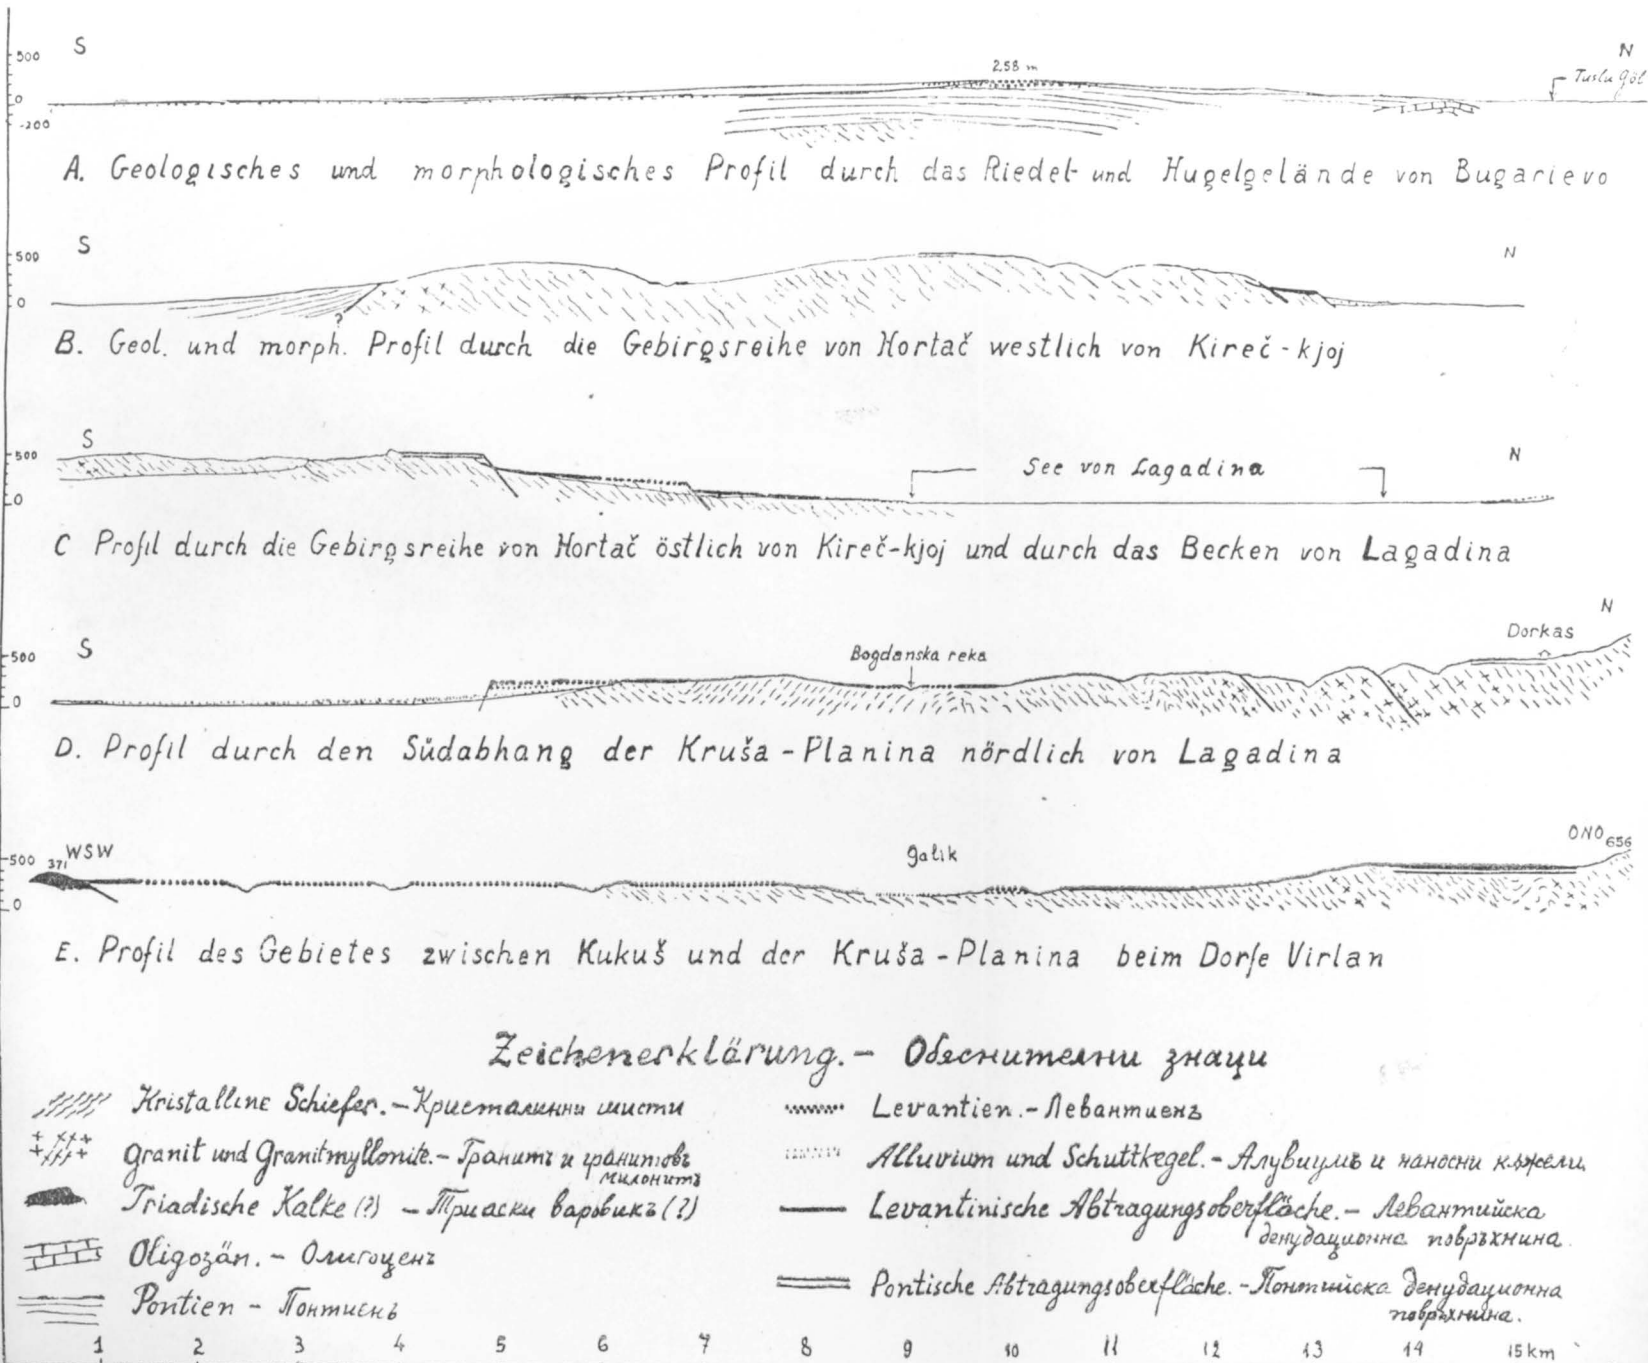 S N
500
258 m
Tuslu Göl
0
-200
A. Geologisches und morphologisches Profil durch das Riedel- und Hugelgelände von Bugarievo
S N
500
0
?
B. Geol. und morph. Profil durch die Gebirgsreihe von Hortač westlich von Kireč-kjoj
S N
500
See von Lagadina
0
C Profil durch die Gebirgsreihe von Hortač östlich von Kireč-kjoj und durch das Becken von Lagadina
N
Dorkas
S
500
Bogdanska reka
0
D. Profil durch den Südabhang der Kruša-Planina nördlich von Lagadina
ONO 656
WSW
Galik
500
371
0
E. Profil des Gebietes zwischen Kukuš und der Kruša-Planina beim Dorfe Virlan
Zeichenerklärung.- Обяснителни знаци
Kristalline Schiefer.-Кристалинни шисти
Granit und Granitmyllonite.-Гранитъ и гранитовъ
милонитъ
Triadische Kalke (?) -Триаски варовикъ (?)
Oligozän.- Олигоценъ
Pontien - Понтиенъ
Levantien.-Левантиенъ
Alluvium und Schuttkegel.-Алувиумъ и наносни кѫжели
Levantinische Abtragungsoberfläche.- Левантийска
денудационна повръхнина.
Pontische Abtragungsoberfläche.-Понтийска денудационна
повръхнина.
1 2 3 4 5 6 7 8 9 10 11 12 13 14 15 km